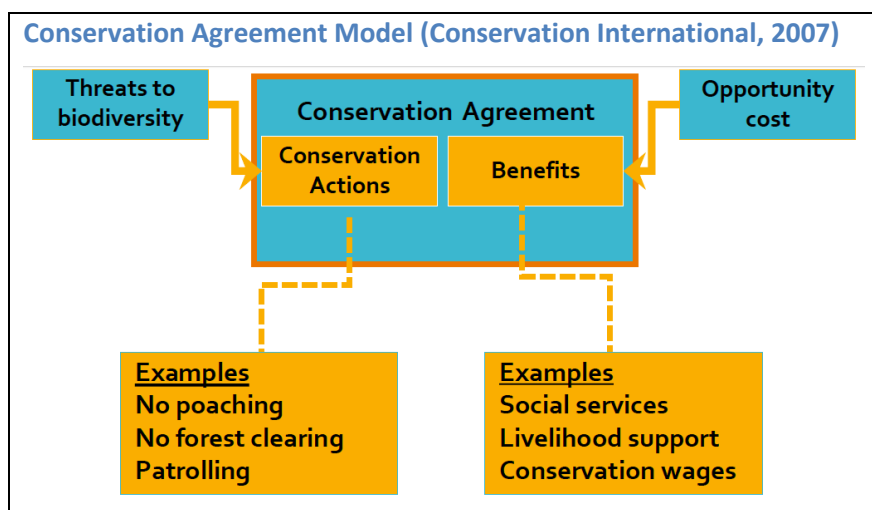 Conservation Agreement Model (Conservation International, 2007)
Threats to
biodiversity
Conservation Agreement
Opportunity
cost
Conservation
Actions
Benefits
Examples
No poaching
No forest clearing
Patrolling
Examples
Social services
Livelihood support
Conservation wages